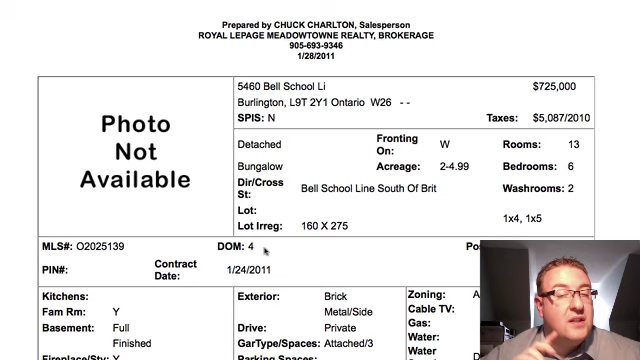 Prepared by CHUCK CHARLTON, Salesperson
ROYAL LEPAGE MEADOWTOWNE REALTY, BROKERAGE
905-693-9346
1/28/2011
Photo
Not
Available
5460 Bell School Li $725,000
Burlington, L9T 2Y1 Ontario W26 - -
SPIS: N Taxes: $5,087/2010
Detached Fronting On: W Rooms: 13
Bungalow Acreage: 2-4.99 Bedrooms: 6
Dir/Cross St: Bell School Line South Of Brit Washrooms: 2
Lot: 1x4, 1x5
Lot Irreg: 160 X 275
MLS#: O2025139 DOM: 4
PIN#: Contract Date: 1/24/2011
Kitchens: Exterior: Brick Zoning:
Fam Rm: Y Metal/Side Cable TV:
Basement: Full Drive: Private Gas:
Finished GarType/Spaces: Attached/3 Water:
Fireplace/Stv: Y Parking Spaces: Water